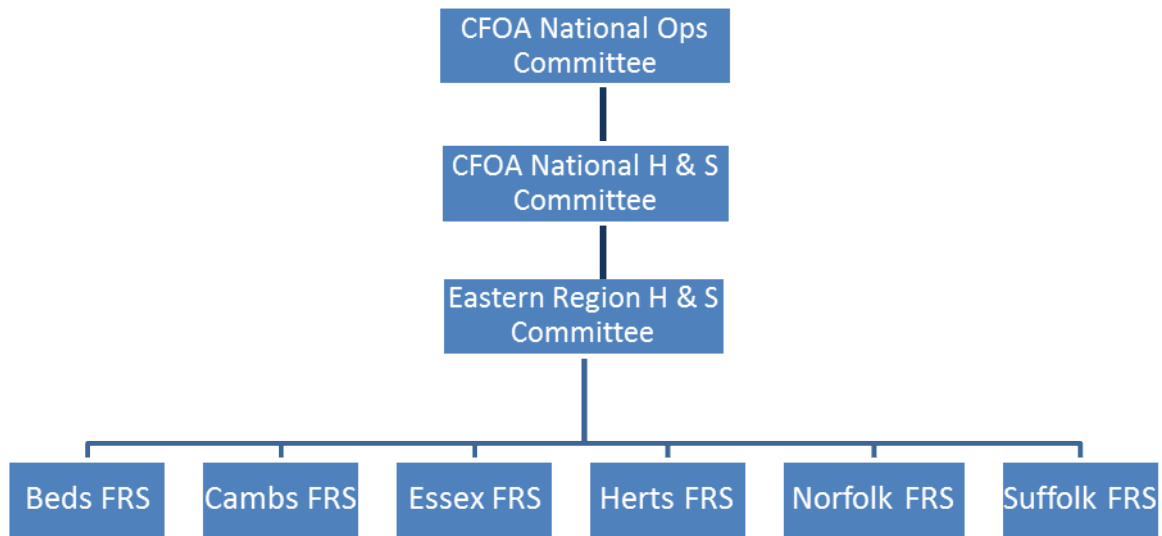 CFOA National Ops
Committee
CFOA National H & S
Committee
Eastern Region H & S
Committee
Beds FRS
Cambs FRS
Essex FRS
Herts FRS
Norfolk FRS
Suffolk FRS